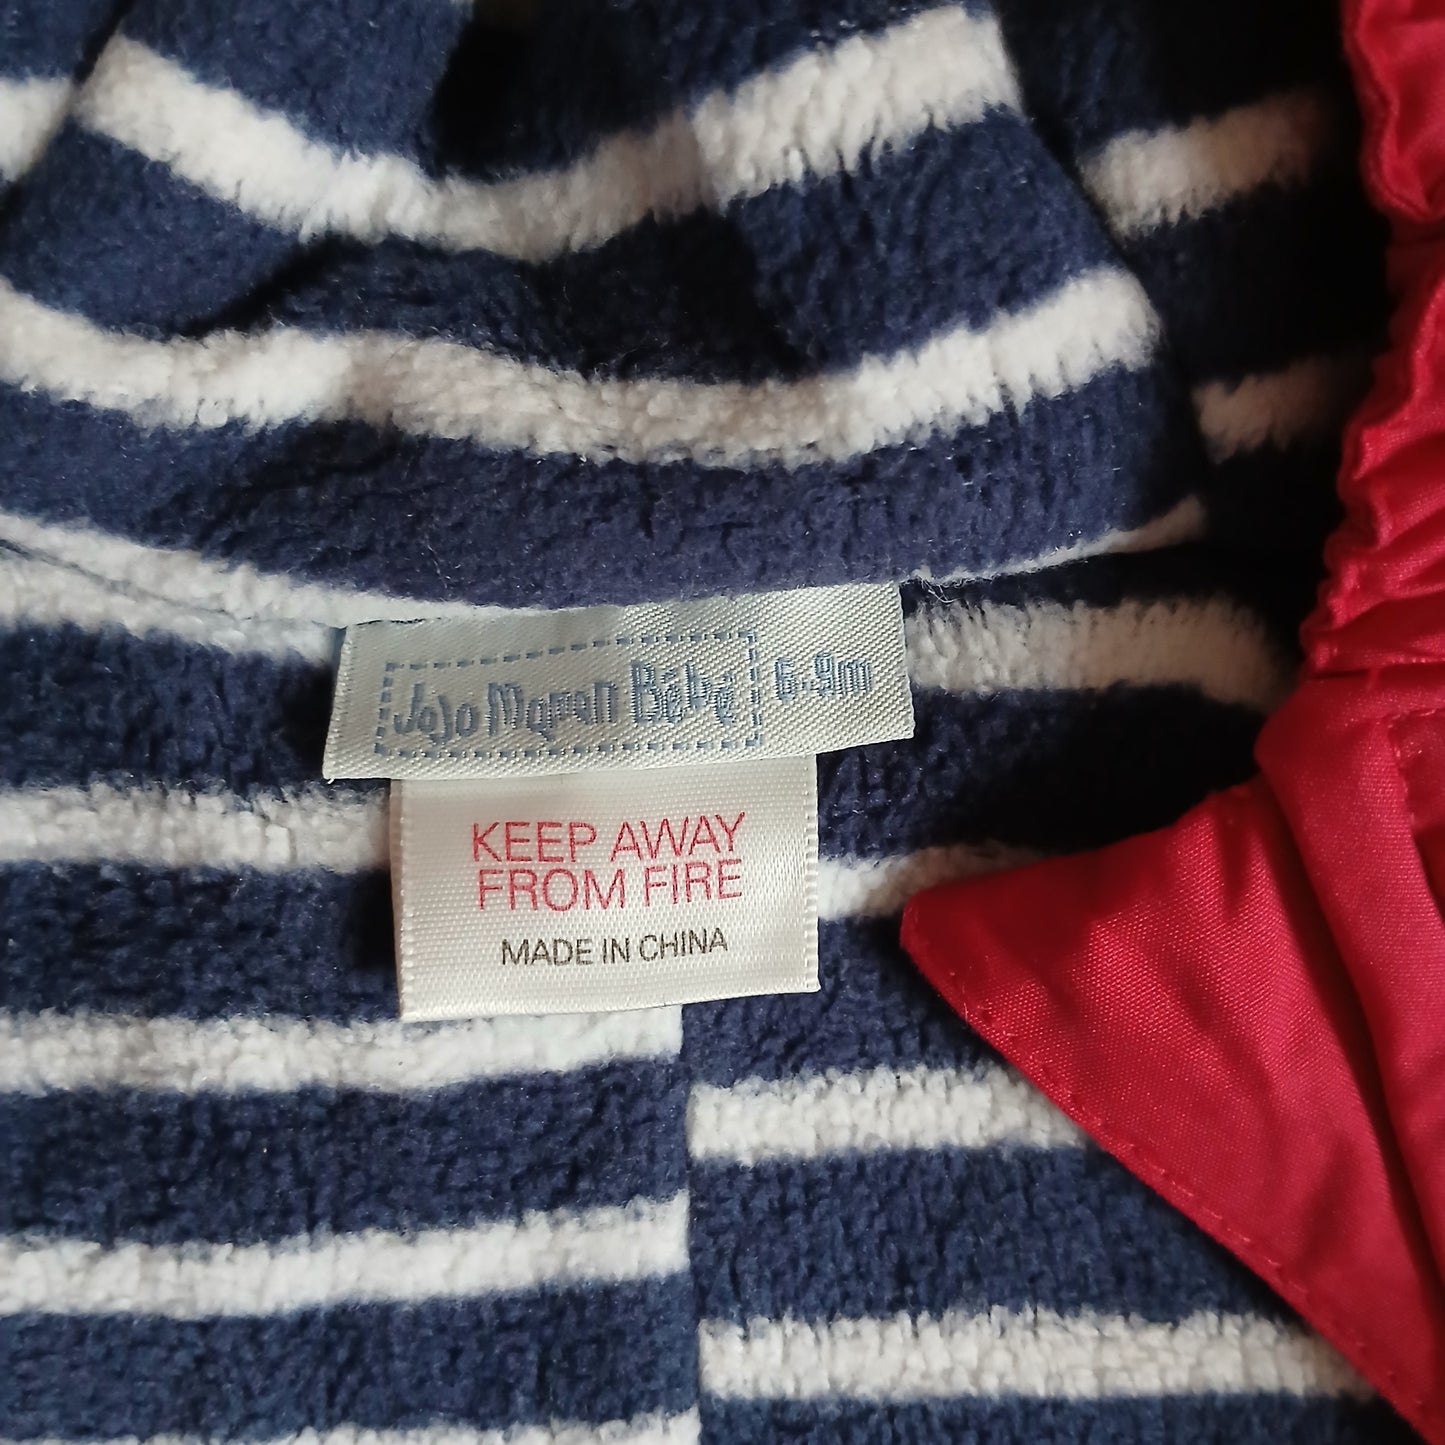 JoJo Maman Bébé 6-9m
KEEP AWAY
FROM FIRE
MADE IN CHINA